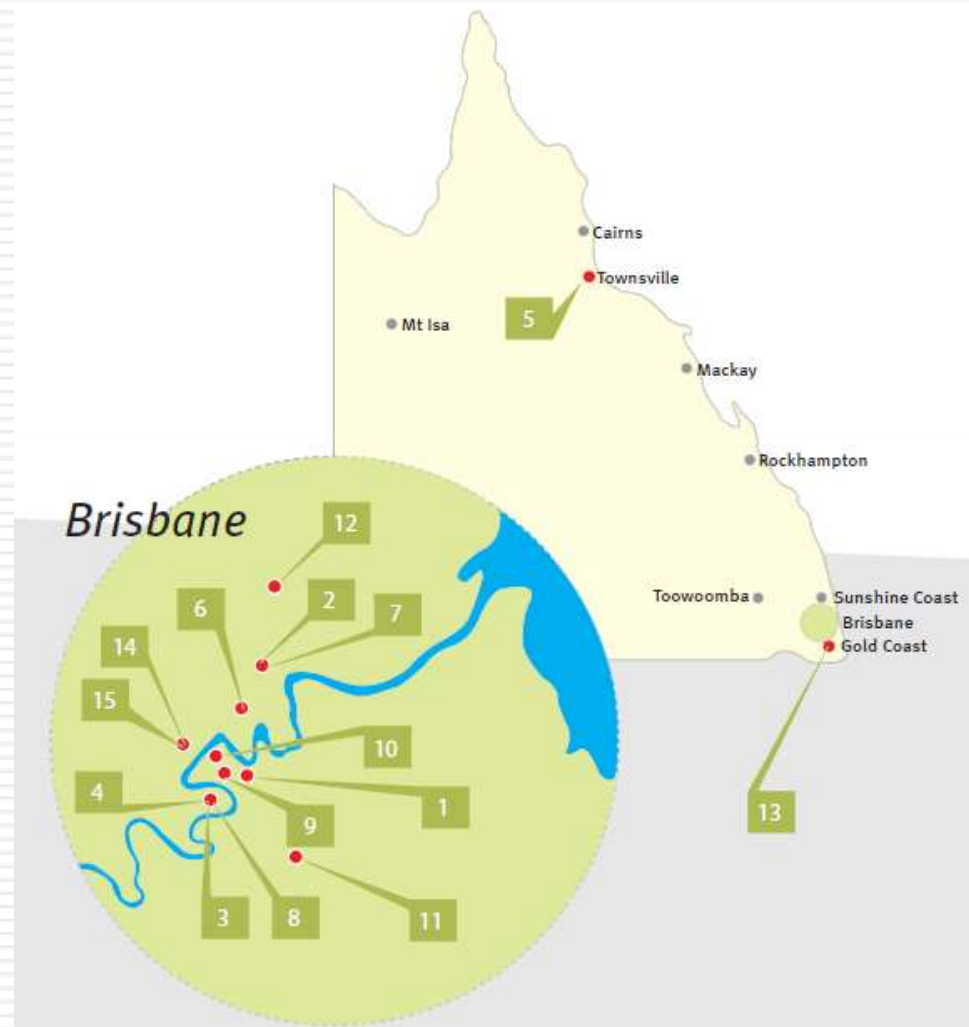 Cairns
Townsville
5
Mt Isa
Mackay
Rockhampton
Brisbane
12
2
6
7
Toowoomba
Sunshine Coast
Brisbane
14
Gold Coast
15
10
4
1
13
9
3
8
11